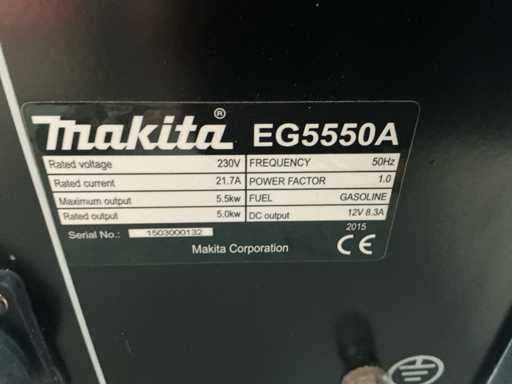 makita® EG5550A
Rated voltage 230V FREQUENCY 50Hz
Rated current 21.7A POWER FACTOR 1.0
Maximum output 5.5kw FUEL GASOLINE
Rated output 5.0kw DC output 12V 8.3A
Serial No.: 1503000132 2015
Makita Corporation CE